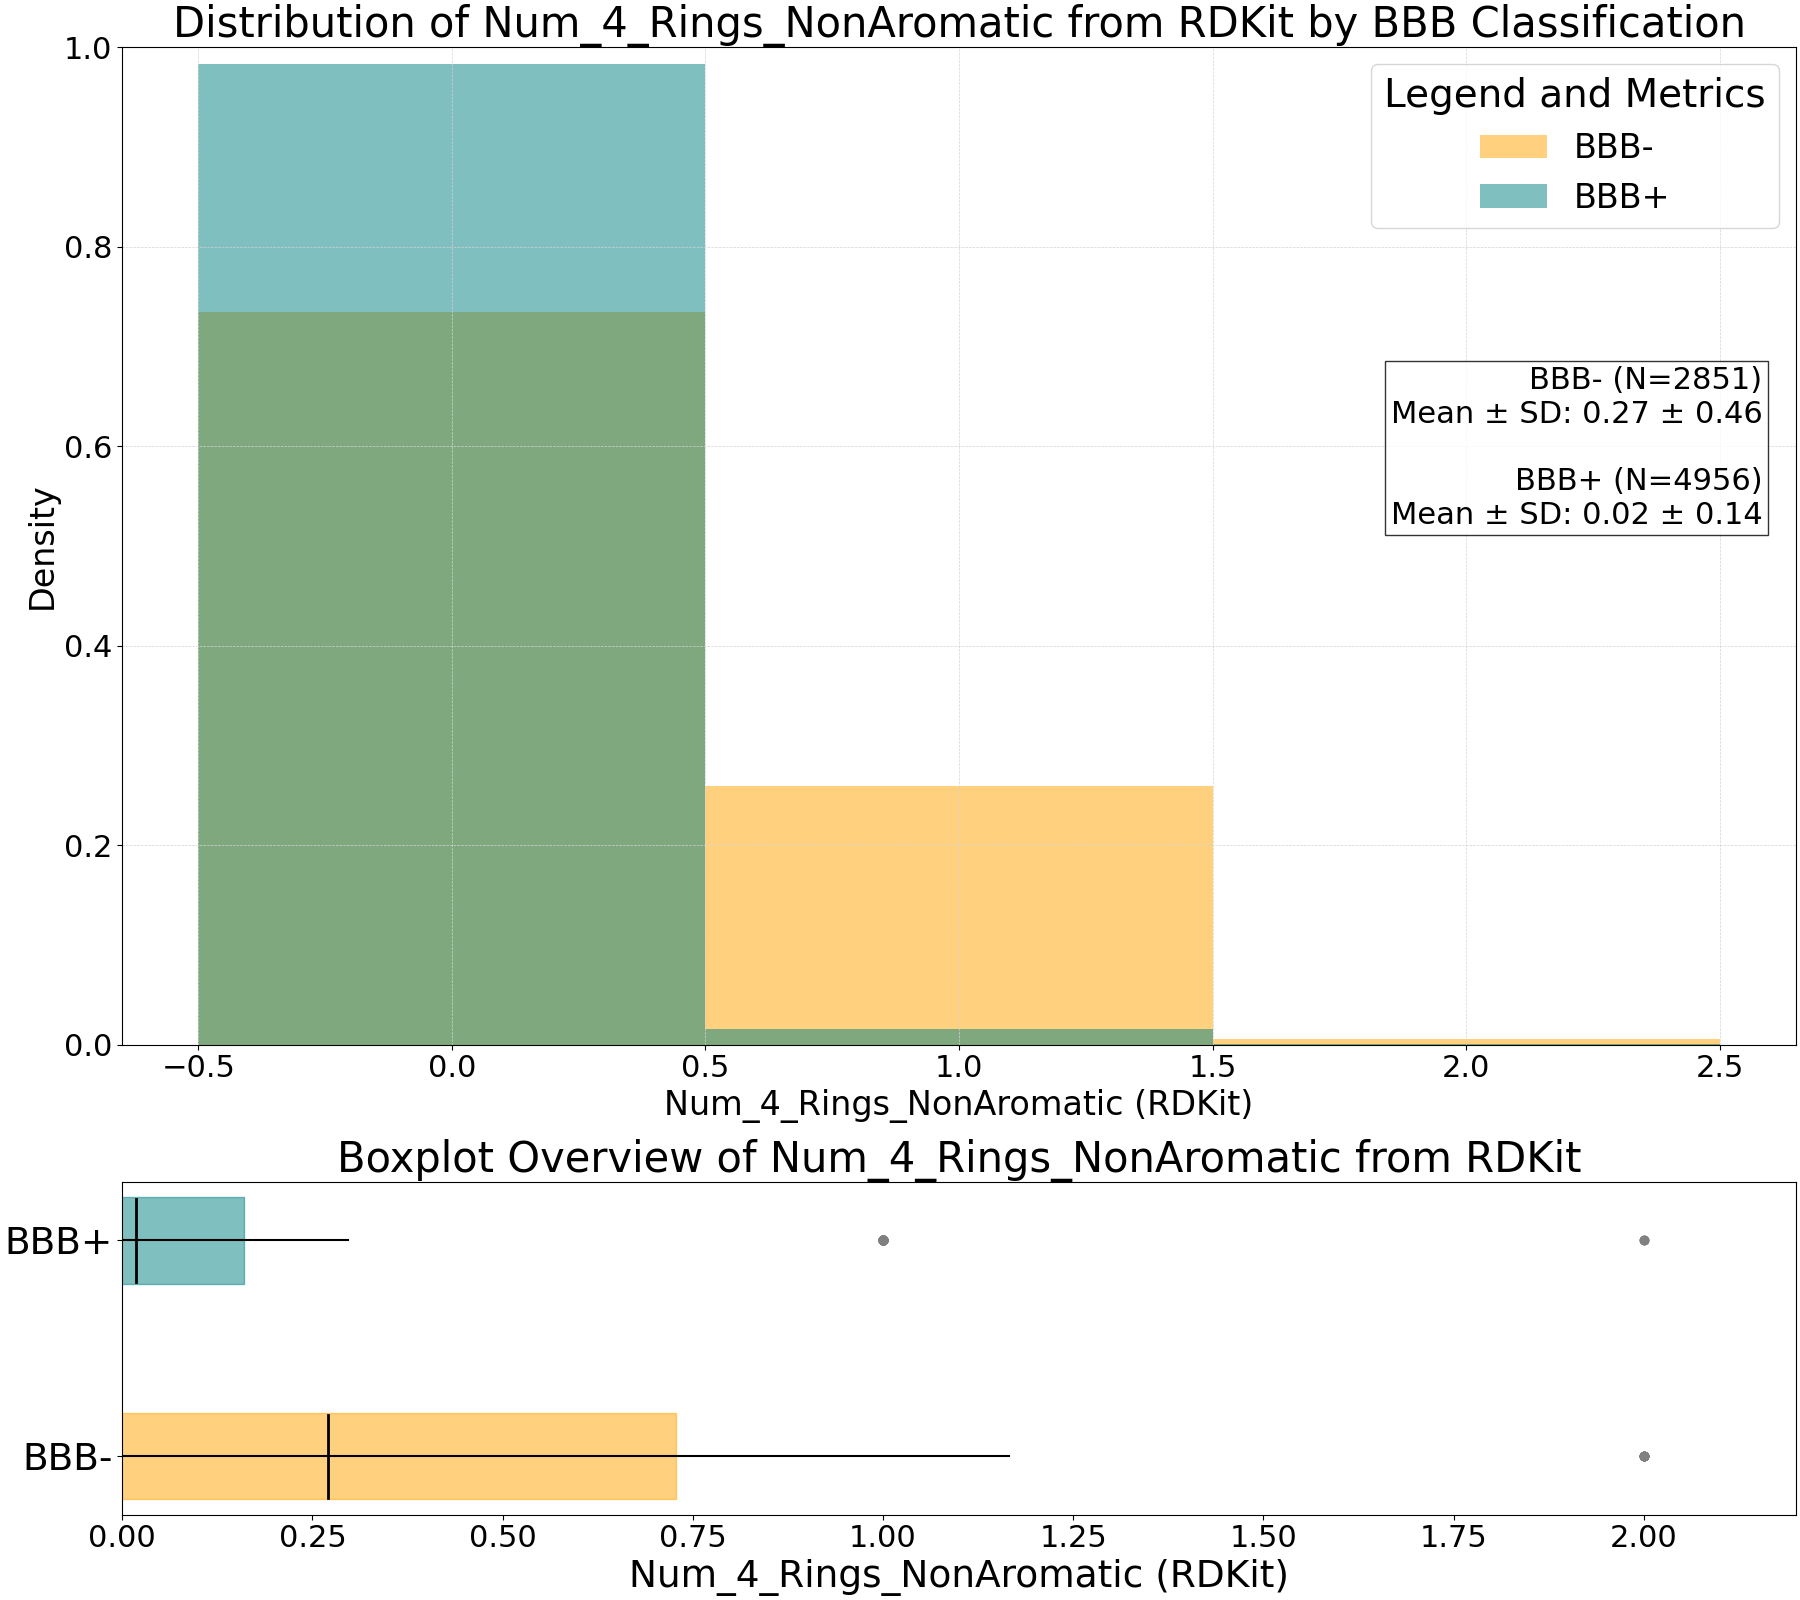 Distribution of Num_4_Rings_NonAromatic from RDKit by BBB Classification
1.0
0.8
0.6
0.4
0.2
0.0
Density
Legend and Metrics
BBB-
BBB+
BBB- (N=2851)
Mean ± SD: 0.27 ± 0.46
BBB+ (N=4956)
Mean ± SD: 0.02 ± 0.14
−0.5 0.0 0.5 1.0 1.5 2.0 2.5
Num_4_Rings_NonAromatic (RDKit)
Boxplot Overview of Num_4_Rings_NonAromatic from RDKit
BBB+
BBB-
0.00 0.25 0.50 0.75 1.00 1.25 1.50 1.75 2.00
Num_4_Rings_NonAromatic (RDKit)